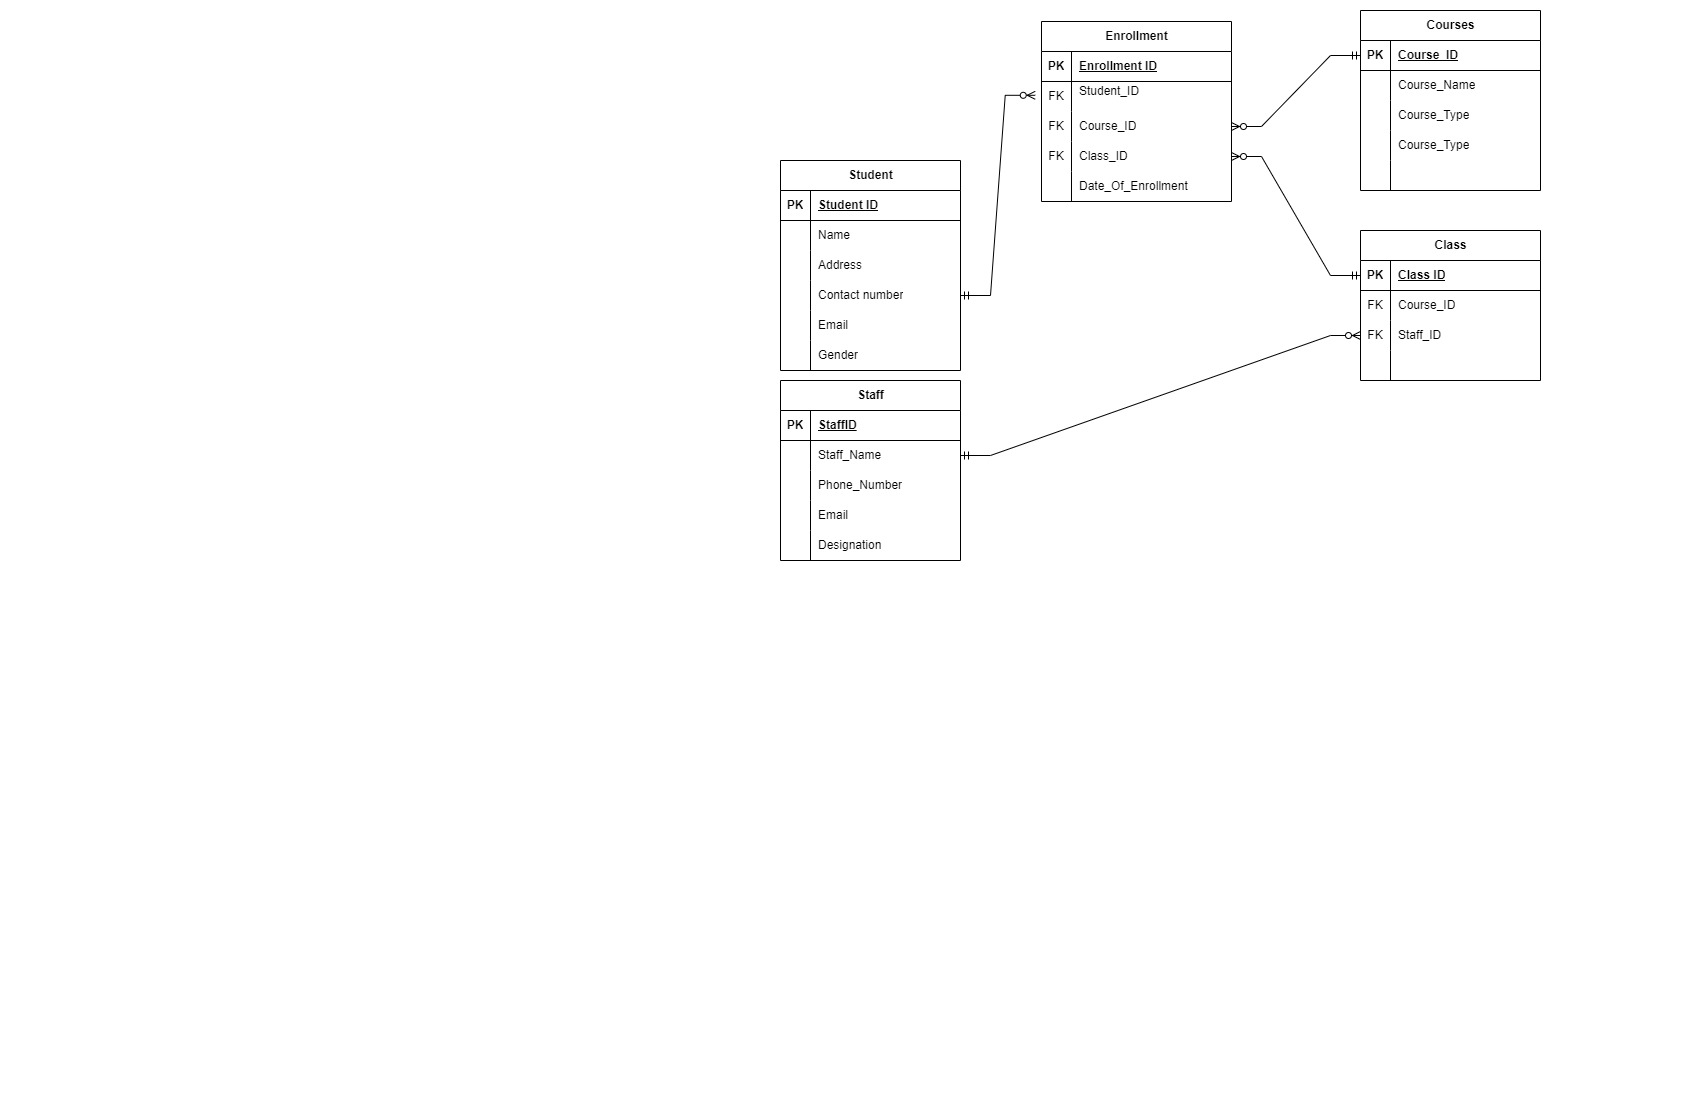 Enrollment
PK Enrollment ID
FK Student_ID
FK Course_ID
FK Class_ID
Date_Of_Enrollment
Courses
PK Course_ID
Course_Name
Course_Type
Course_Type
Student
PK Student ID
Name
Address
Contact number
Email
Gender
Class
PK Class ID
FK Course_ID
FK Staff_ID
Staff
PK StaffID
Staff_Name
Phone_Number
Email
Designation